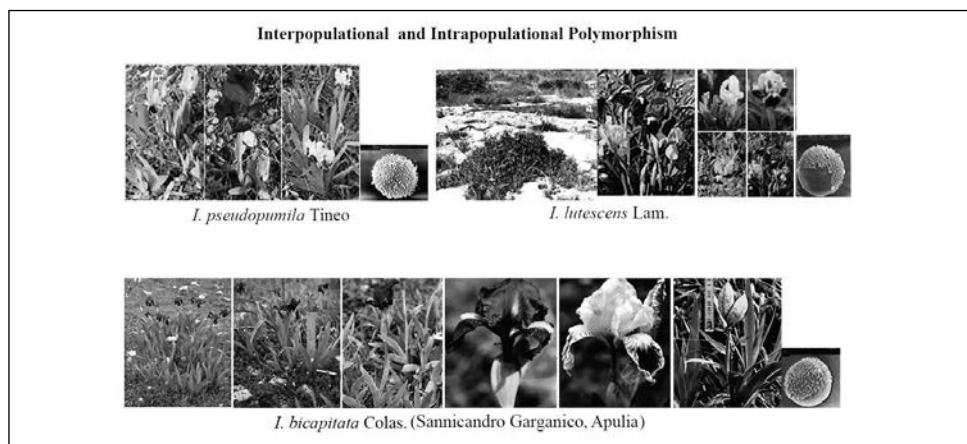 Interpopulational and Intrapopulational Polymorphism
I. pseudopumila Tineo
I. lutescens Lam.
I. bicapitata Colas. (Sannicandro Garganico, Apulia)